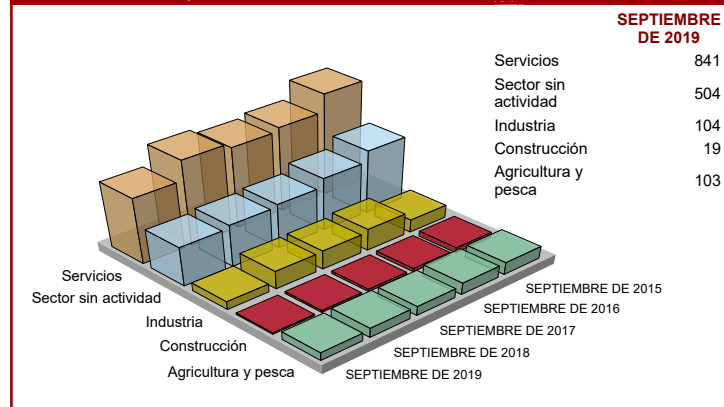 SEPTIEMBRE
DE 2019
Servicios 841
Sector sin
actividad 504
Industria 104
Construcción 19
Agricultura y
pesca 103
Servicios
Sector sin actividad
Industria
Construcción
Agricultura y pesca
SEPTIEMBRE DE 2015
SEPTIEMBRE DE 2016
SEPTIEMBRE DE 2017
SEPTIEMBRE DE 2018
SEPTIEMBRE DE 2019